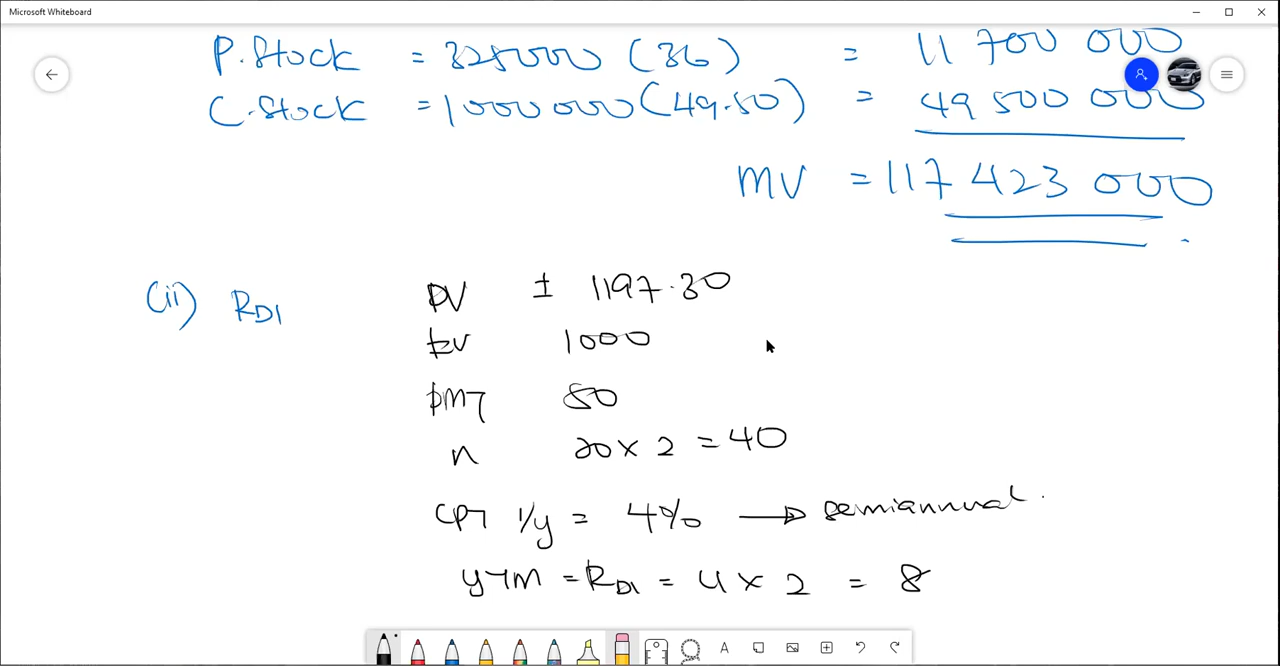 Microsoft Whiteboard
P.Stock = 325000 (36) = 11 700 000
C.Stock = 1000 000 (49.50) = 49 500 000
MV = 117 423 000
(ii) RD1 PV ± 1197.30
FV 1000
PMT 50
n 20 × 2 = 40
CPT I/Y = 4% → semiannual.
YTM = RD1 = 4 × 2 = 8
A